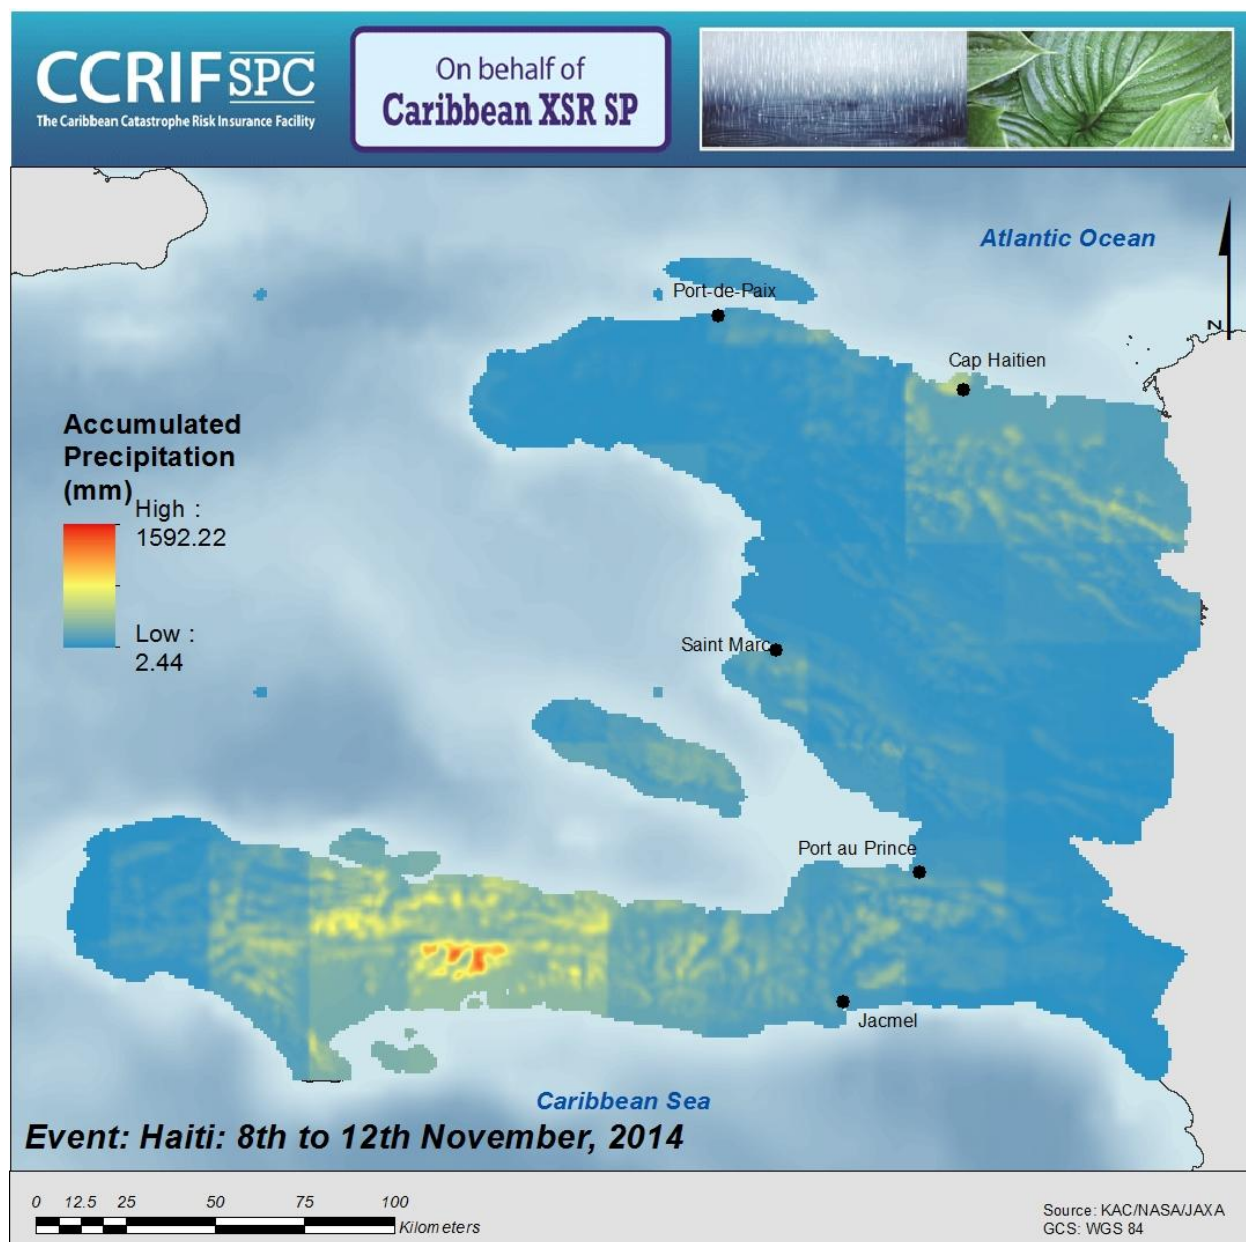 CCRIF SPC
The Caribbean Catastrophe Risk Insurance Facility
On behalf of
Caribbean XSR SP
Atlantic Ocean
N
Port-de-Paix
Cap Haitien
Accumulated
Precipitation
(mm)
High :
1592.22
Low :
2.44
Saint Marc
Port au Prince
Jacmel
Caribbean Sea
Event: Haiti: 8th to 12th November, 2014
0 12.5 25 50 75 100
Kilometers
Source: KAC/NASA/JAXA
GCS: WGS 84